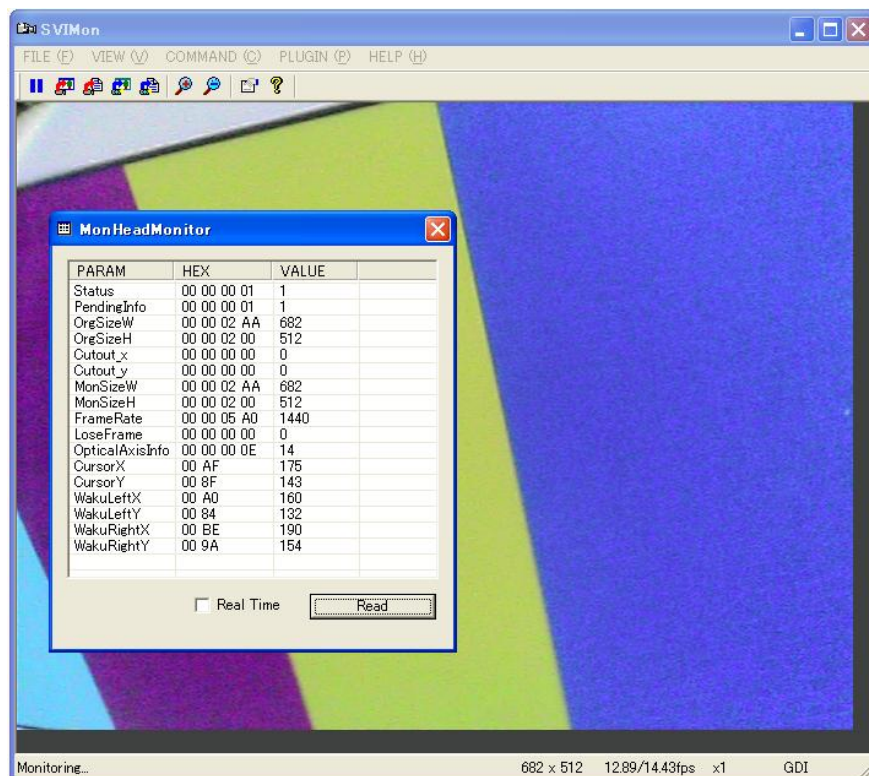 SVIMon
FILE (F) VIEW (V) COMMAND (C) PLUGIN (P) HELP (H)
MonHeadMonitor
PARAM HEX VALUE
Status 00 00 00 01 1
PendingInfo 00 00 00 01 1
OrgSizeW 00 00 02 AA 682
OrgSizeH 00 00 02 00 512
Cutout_x 00 00 00 00 0
Cutout_y 00 00 00 00 0
MonSizeW 00 00 02 AA 682
MonSizeH 00 00 02 00 512
FrameRate 00 00 05 A0 1440
LoseFrame 00 00 00 00 0
OpticalAxisInfo 00 00 00 0E 14
CursorX 00 AF 175
CursorY 00 8F 143
WakuLeftX 00 A0 160
WakuLeftY 00 84 132
WakuRightX 00 BE 190
WakuRightY 00 9A 154
Real Time Read
Monitoring... 682 x 512 12.89/14.43fps x1 GDI